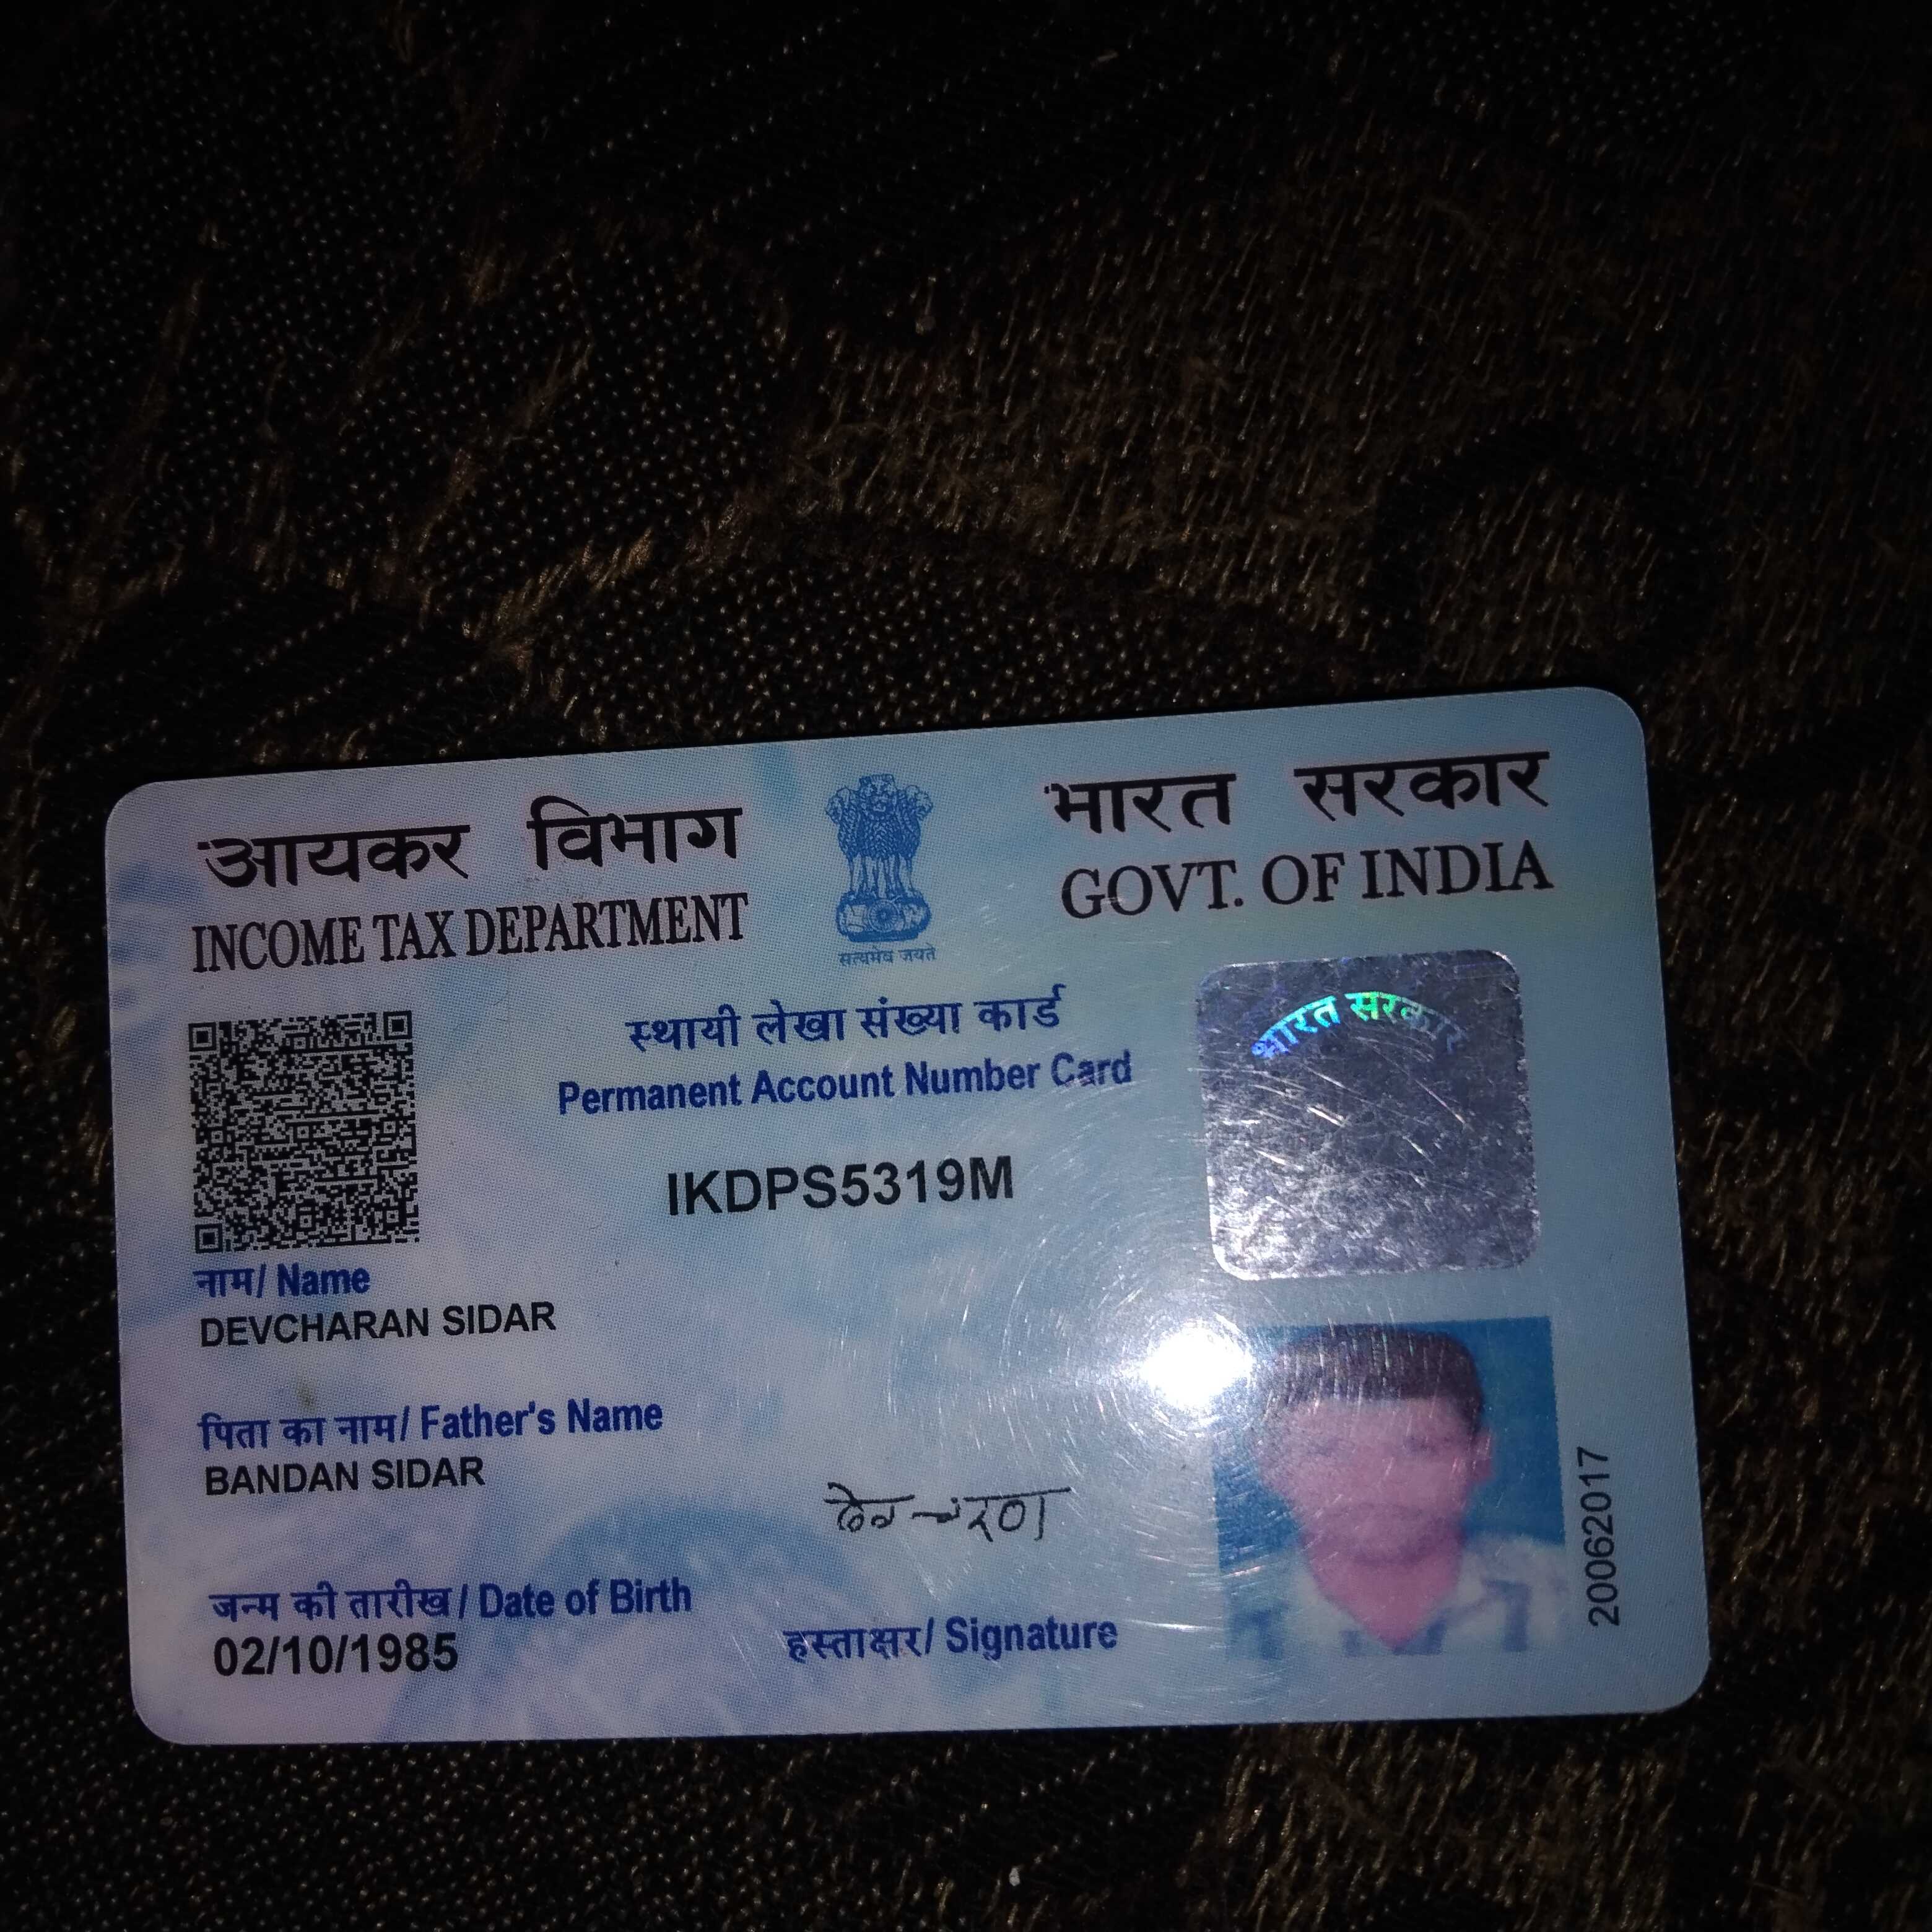 आयकर विभाग
INCOME TAX DEPARTMENT
सत्यमेव जयते
भारत सरकार
GOVT. OF INDIA
स्थायी लेखा संख्या कार्ड
Permanent Account Number Card
IKDPS5319M
भारत सरकार
नाम/ Name
DEVCHARAN SIDAR
पिता का नाम/ Father's Name
BANDAN SIDAR
जन्म की तारीख/ Date of Birth
02/10/1985
देवचरण
हस्ताक्षर/ Signature
20062017